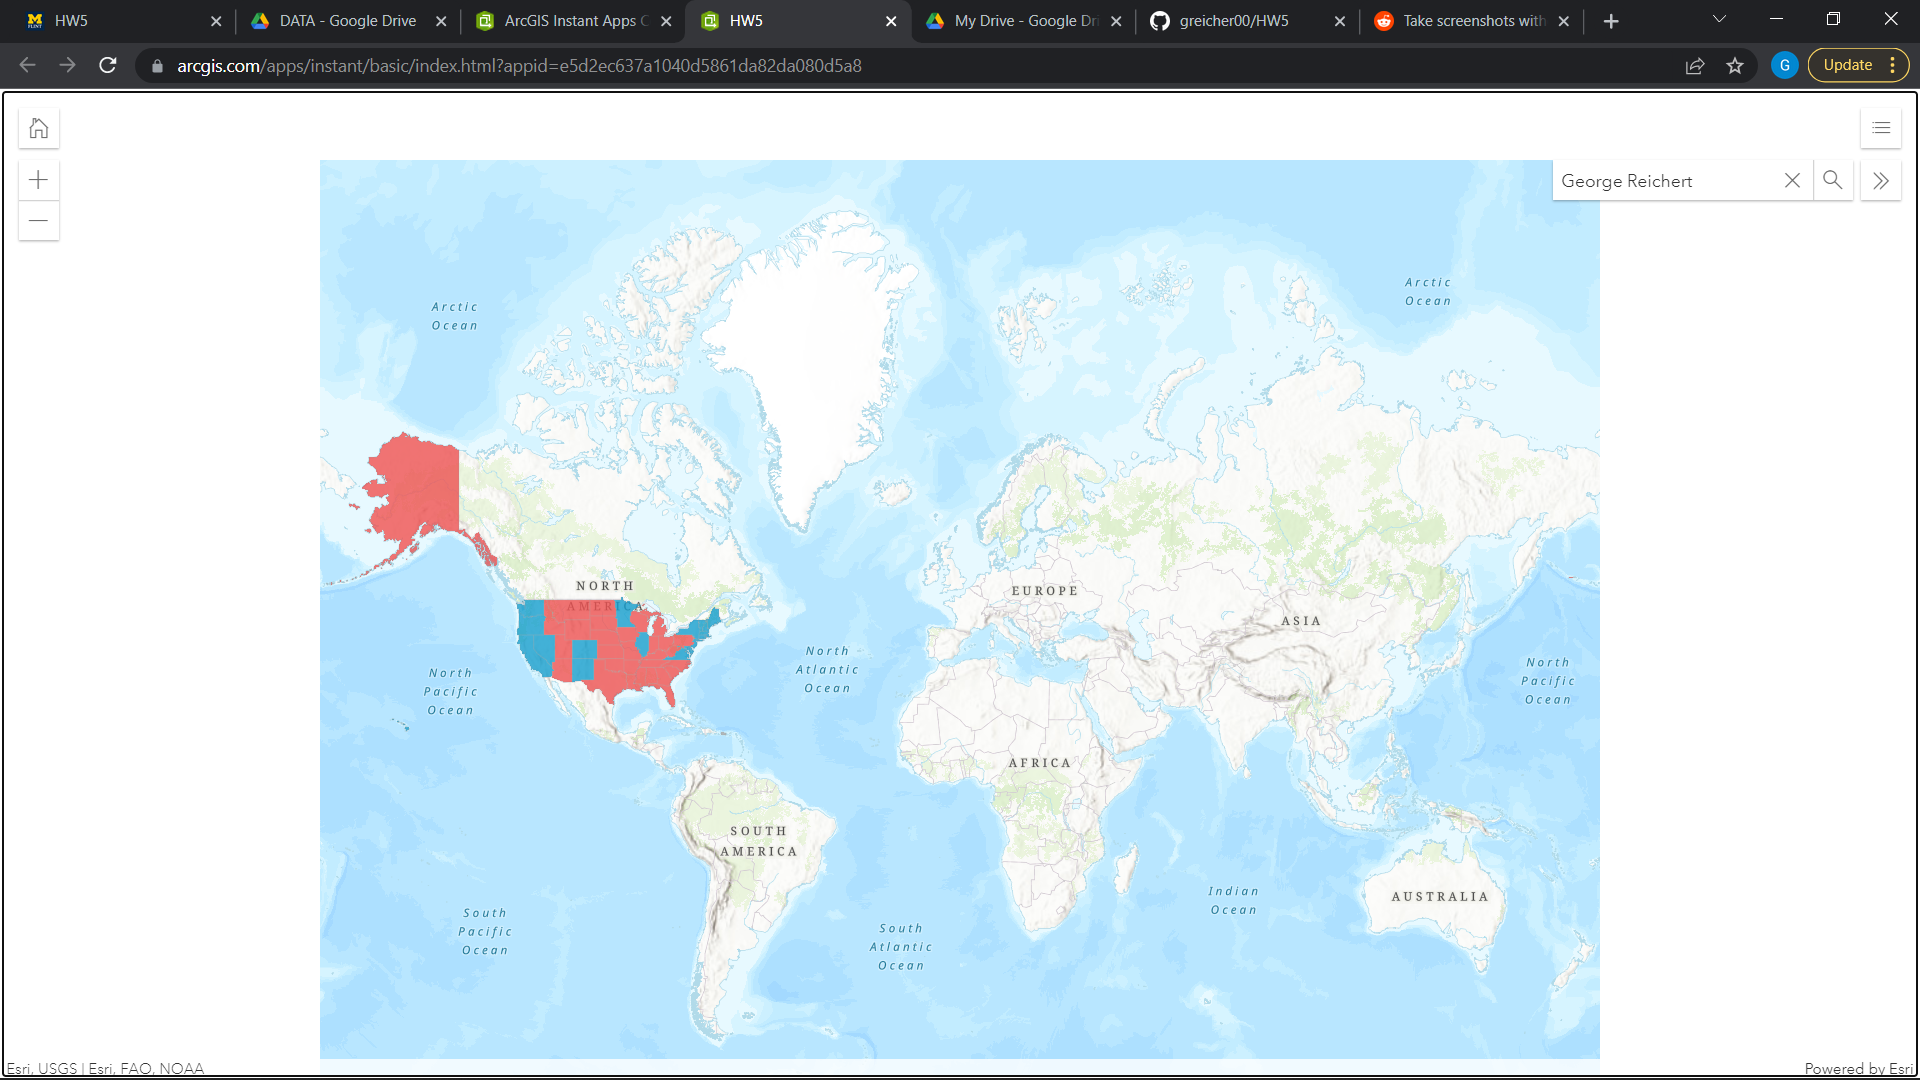 HW5
DATA - Google Drive
ArcGIS Instant Apps C
HW5
My Drive - Google Dri
greicher00/HW5
Take screenshots with
arcgis.com/apps/instant/basic/index.html?appid=e5d2ec637a1040d5861da82da080d5a8
G
Update
George Reichert
Arctic
Ocean
Arctic
Ocean
NORTH
AMERICA
EUROPE
ASIA
North
Pacific
Ocean
North
Atlantic
Ocean
North
Pacific
Ocean
AFRICA
SOUTH
AMERICA
Indian
Ocean
AUSTRALIA
South
Pacific
Ocean
South
Atlantic
Ocean
Esri, USGS | Esri, FAO, NOAA
Powered by Esri